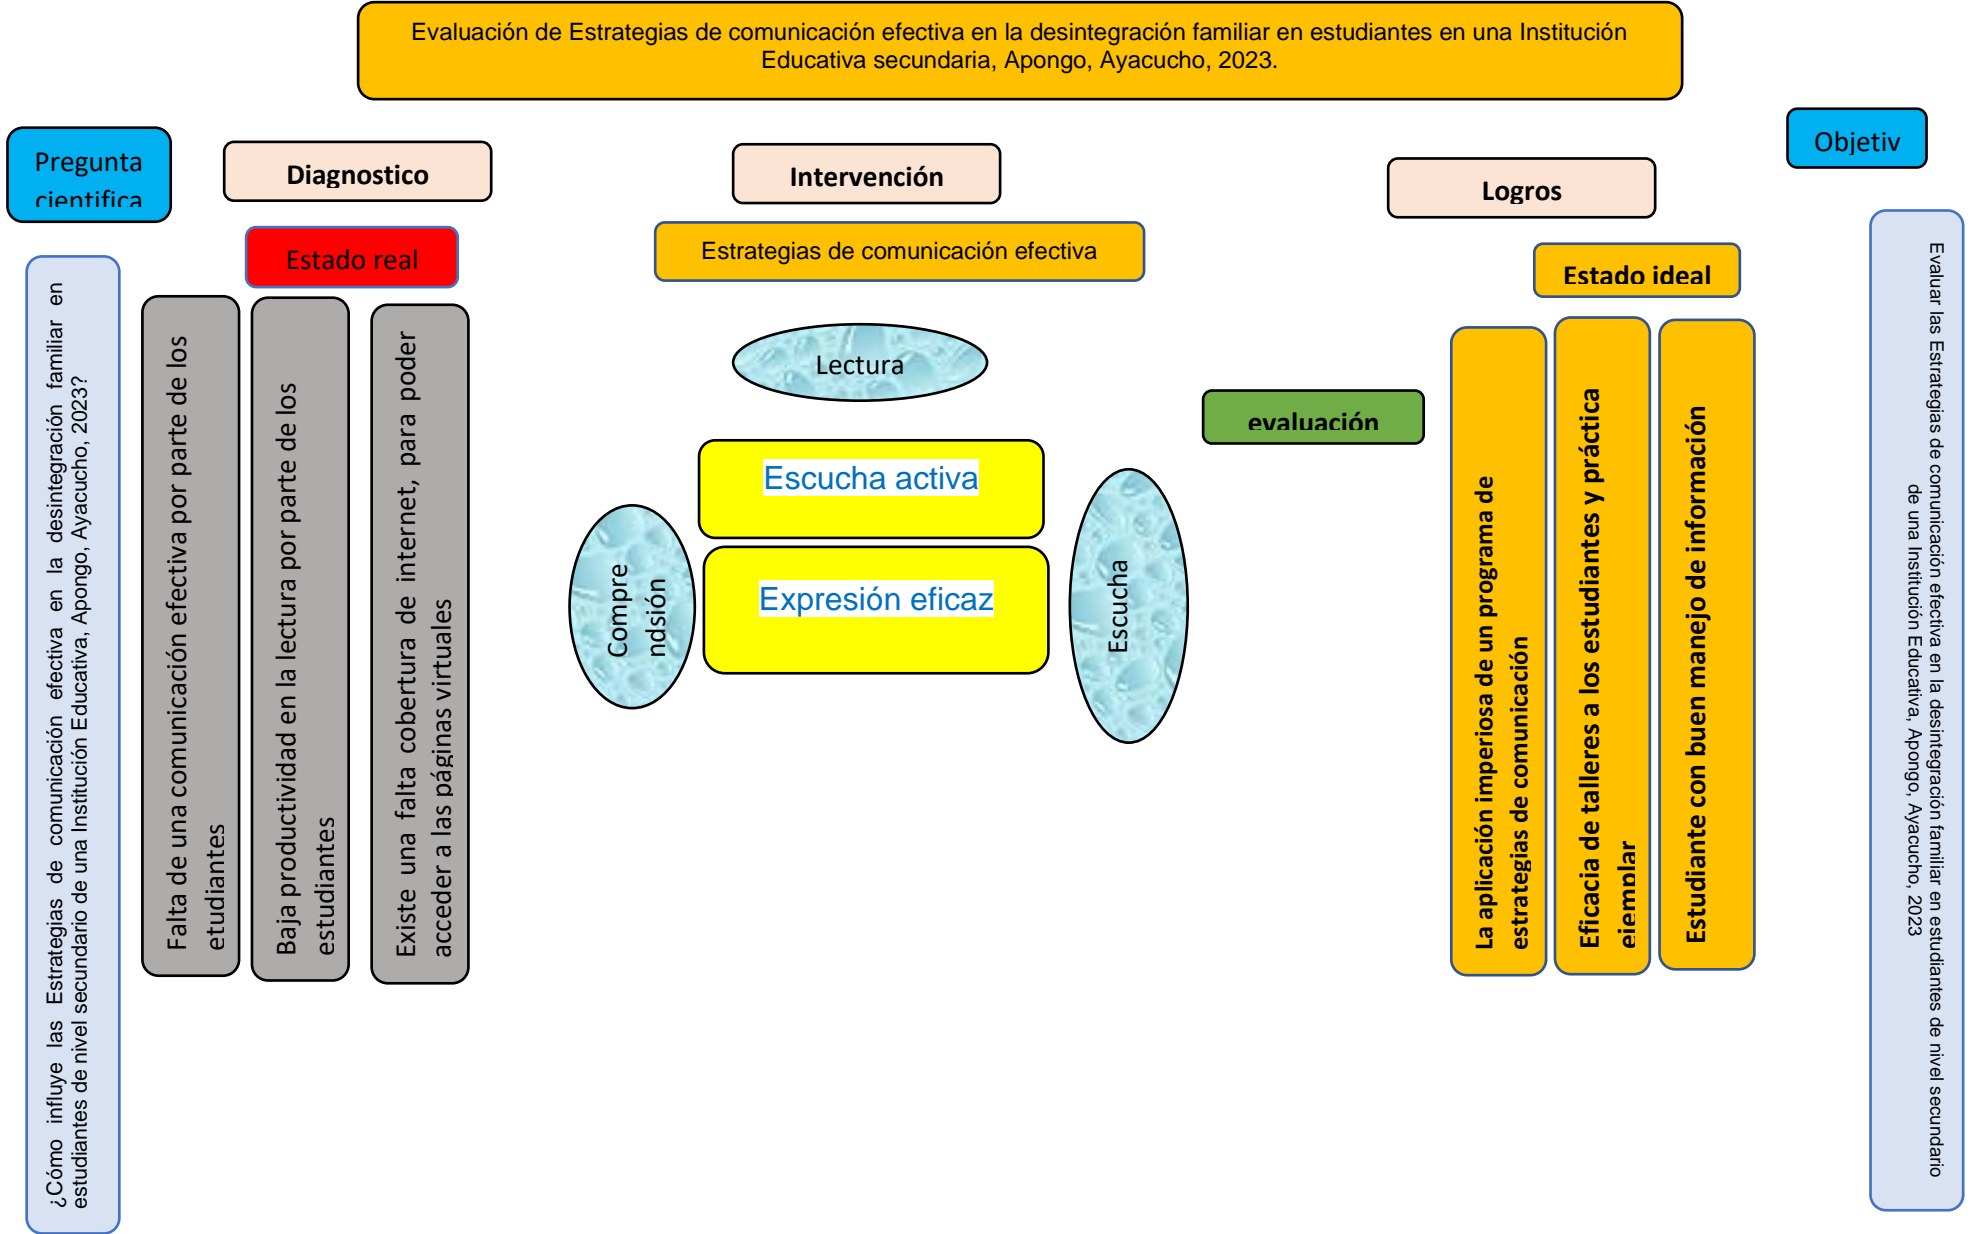 Evaluación de Estrategias de comunicación efectiva en la desintegración familiar en estudiantes en una Institución
Educativa secundaria, Apongo, Ayacucho, 2023.
Pregunta
cientifica
Diagnostico
Intervención
Logros
Objetiv
Estado real
Estrategias de comunicación efectiva
Estado ideal
¿Cómo influye las Estrategias de comunicación efectiva en la desintegración familiar en
estudiantes de nivel secundario de una Institución Educativa, Apongo, Ayacucho, 2023?
Falta de una comunicación efectiva por parte de los
etudiantes
Baja productividad en la lectura por parte de los
estudiantes
Existe una falta cobertura de internet, para poder
acceder a las páginas virtuales
Lectura
Escucha activa
Expresión eficaz
Compre
ndsión
Escucha
evaluación
La aplicación imperiosa de un programa de
estrategias de comunicación
Eficacia de talleres a los estudiantes y práctica
ejemplar
Estudiante con buen manejo de información
Evaluar las Estrategias de comunicación efectiva en la desintegración familiar en estudiantes de nivel secundario
de una Institución Educativa, Apongo, Ayacucho, 2023